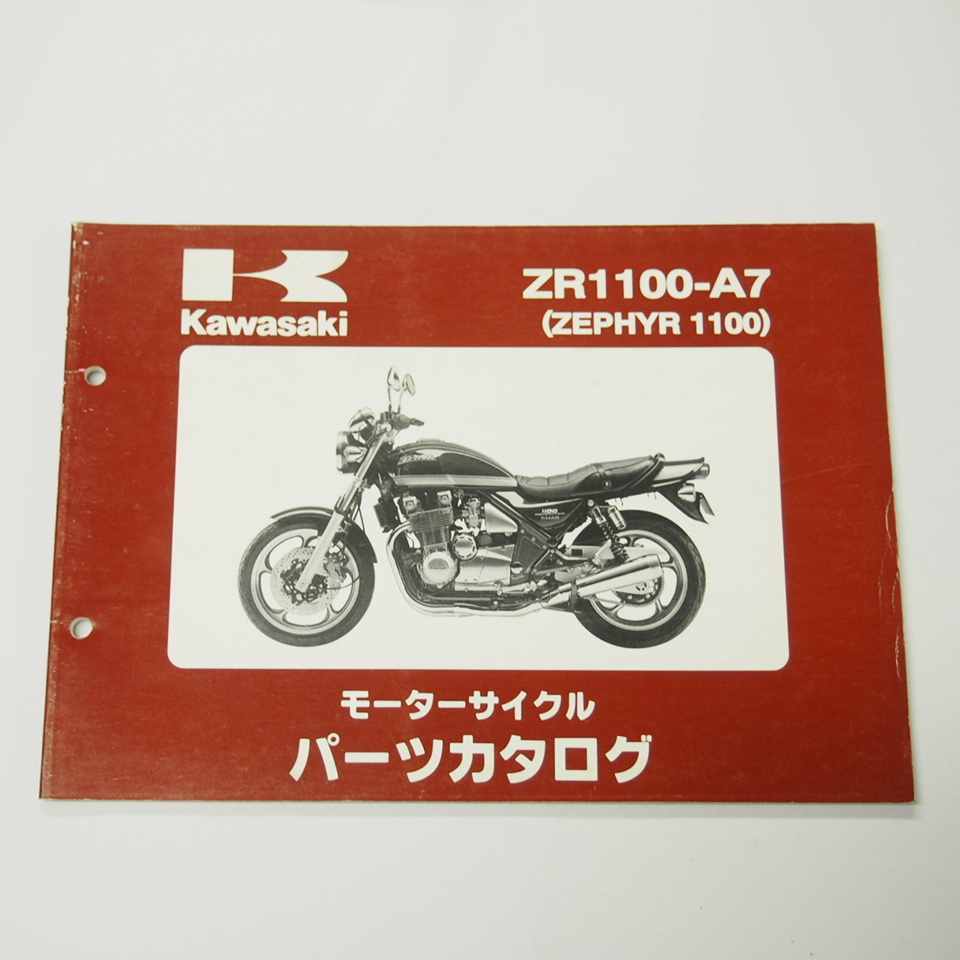 Kawasaki
ZR1100-A7
(ZEPHYR 1100)
1100
モーターサイクル
パーツカタログ